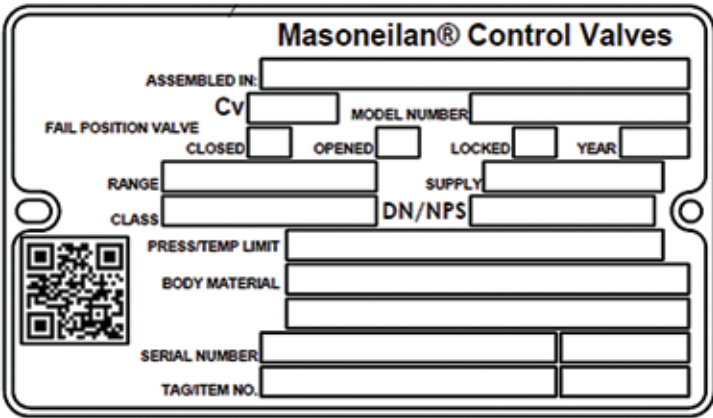 Masoneilan® Control Valves
ASSEMBLED IN:
Cv MODEL NUMBER
FAIL POSITION VALVE
CLOSED OPENED LOCKED YEAR
RANGE SUPPLY
CLASS DN/NPS
PRESS/TEMP LIMIT
BODY MATERIAL
SERIAL NUMBER
TAG/ITEM NO.